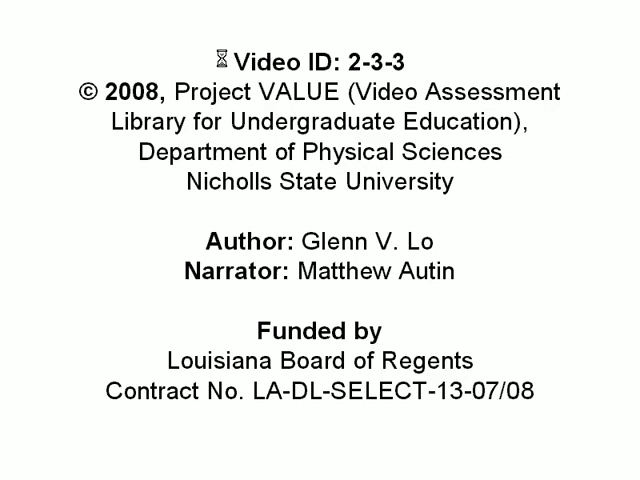 Video ID: 2-3-3
© 2008, Project VALUE (Video Assessment
Library for Undergraduate Education),
Department of Physical Sciences
Nicholls State University
Author: Glenn V. Lo
Narrator: Matthew Autin
Funded by
Louisiana Board of Regents
Contract No. LA-DL-SELECT-13-07/08